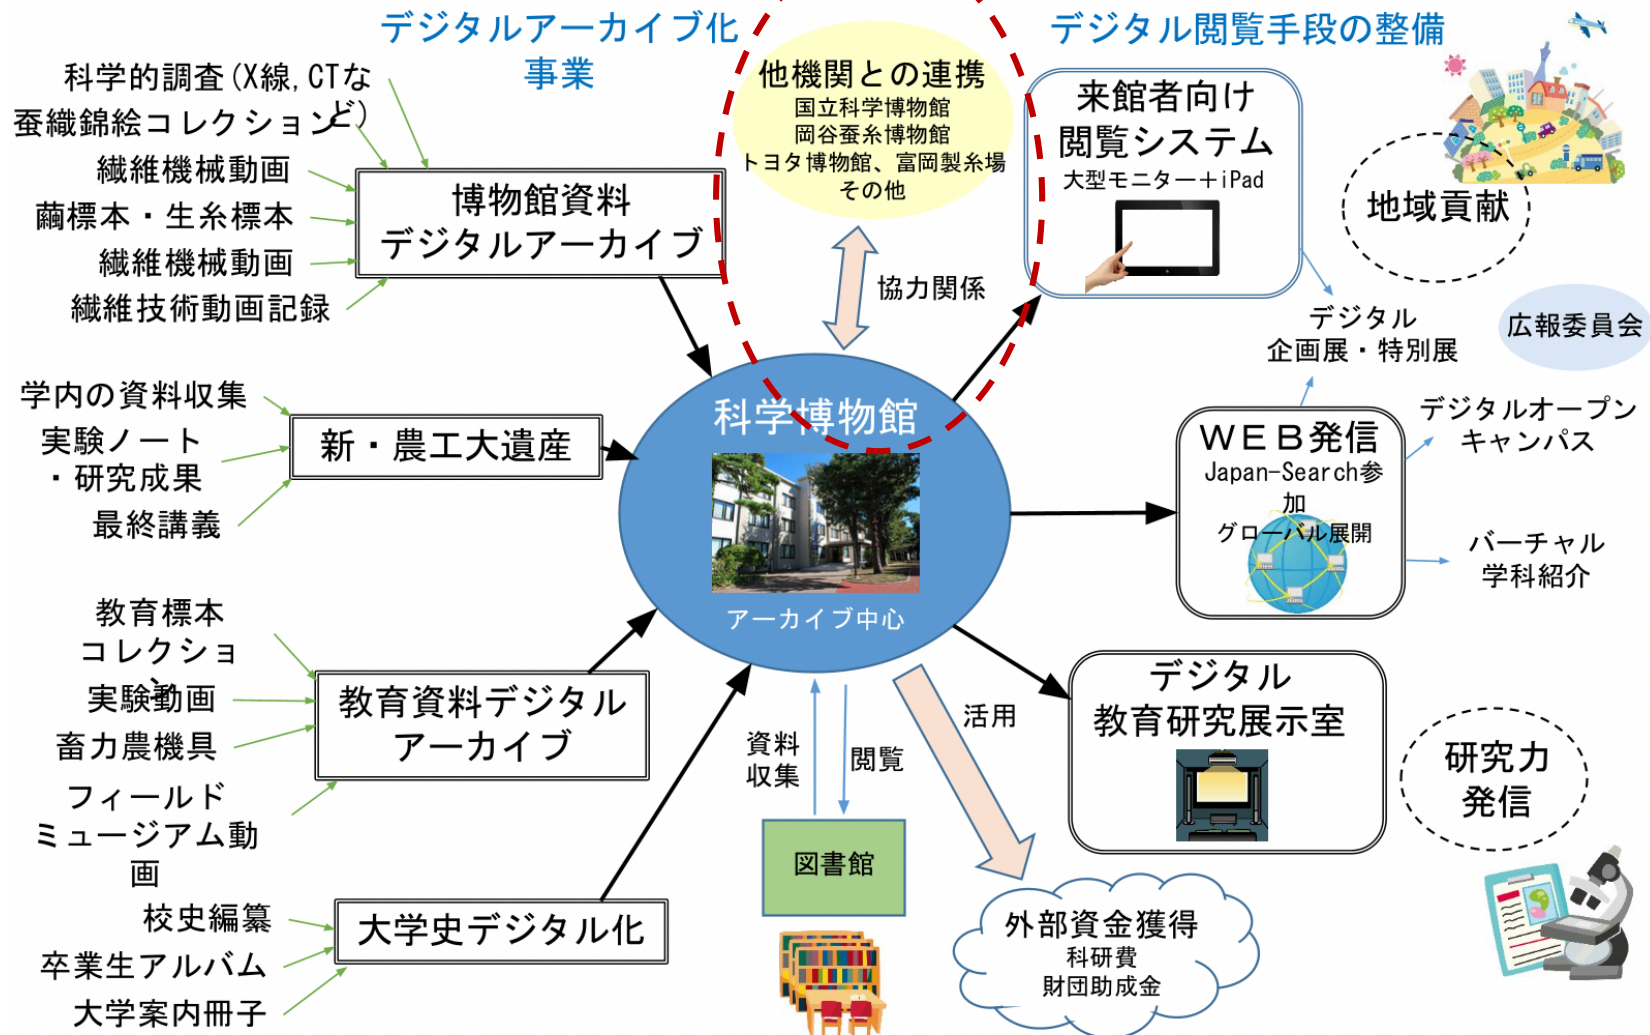 デジタルアーカイブ化
事業
科学的調査(X線,CTな
ど)
蚕織錦絵コレクション
繊維機械動画
繭標本・生糸標本
繊維機械動画
繊維技術動画記録
博物館資料
デジタルアーカイブ
学内の資料収集
実験ノート
・研究成果
最終講義
新・農工大遺産
教育標本
コレクショ
ン
実験動画
畜力農機具
フィールド
ミュージアム動
画
教育資料デジタル
アーカイブ
校史編纂
卒業生アルバム
大学案内冊子
大学史デジタル化
他機関との連携
国立科学博物館
岡谷蚕糸博物館
トヨタ博物館、富岡製糸場
その他
協力関係
科学博物館
アーカイブ中心
資料
収集
閲覧
図書館
活用
外部資金獲得
科研費
財団助成金
デジタル閲覧手段の整備
来館者向け
閲覧システム
大型モニター+iPad
地域貢献
デジタル
企画展・特別展
広報委員会
WEB発信
Japan-Search参
加
グローバル展開
デジタルオープン
キャンパス
バーチャル
学科紹介
デジタル
教育研究展示室
研究力
発信